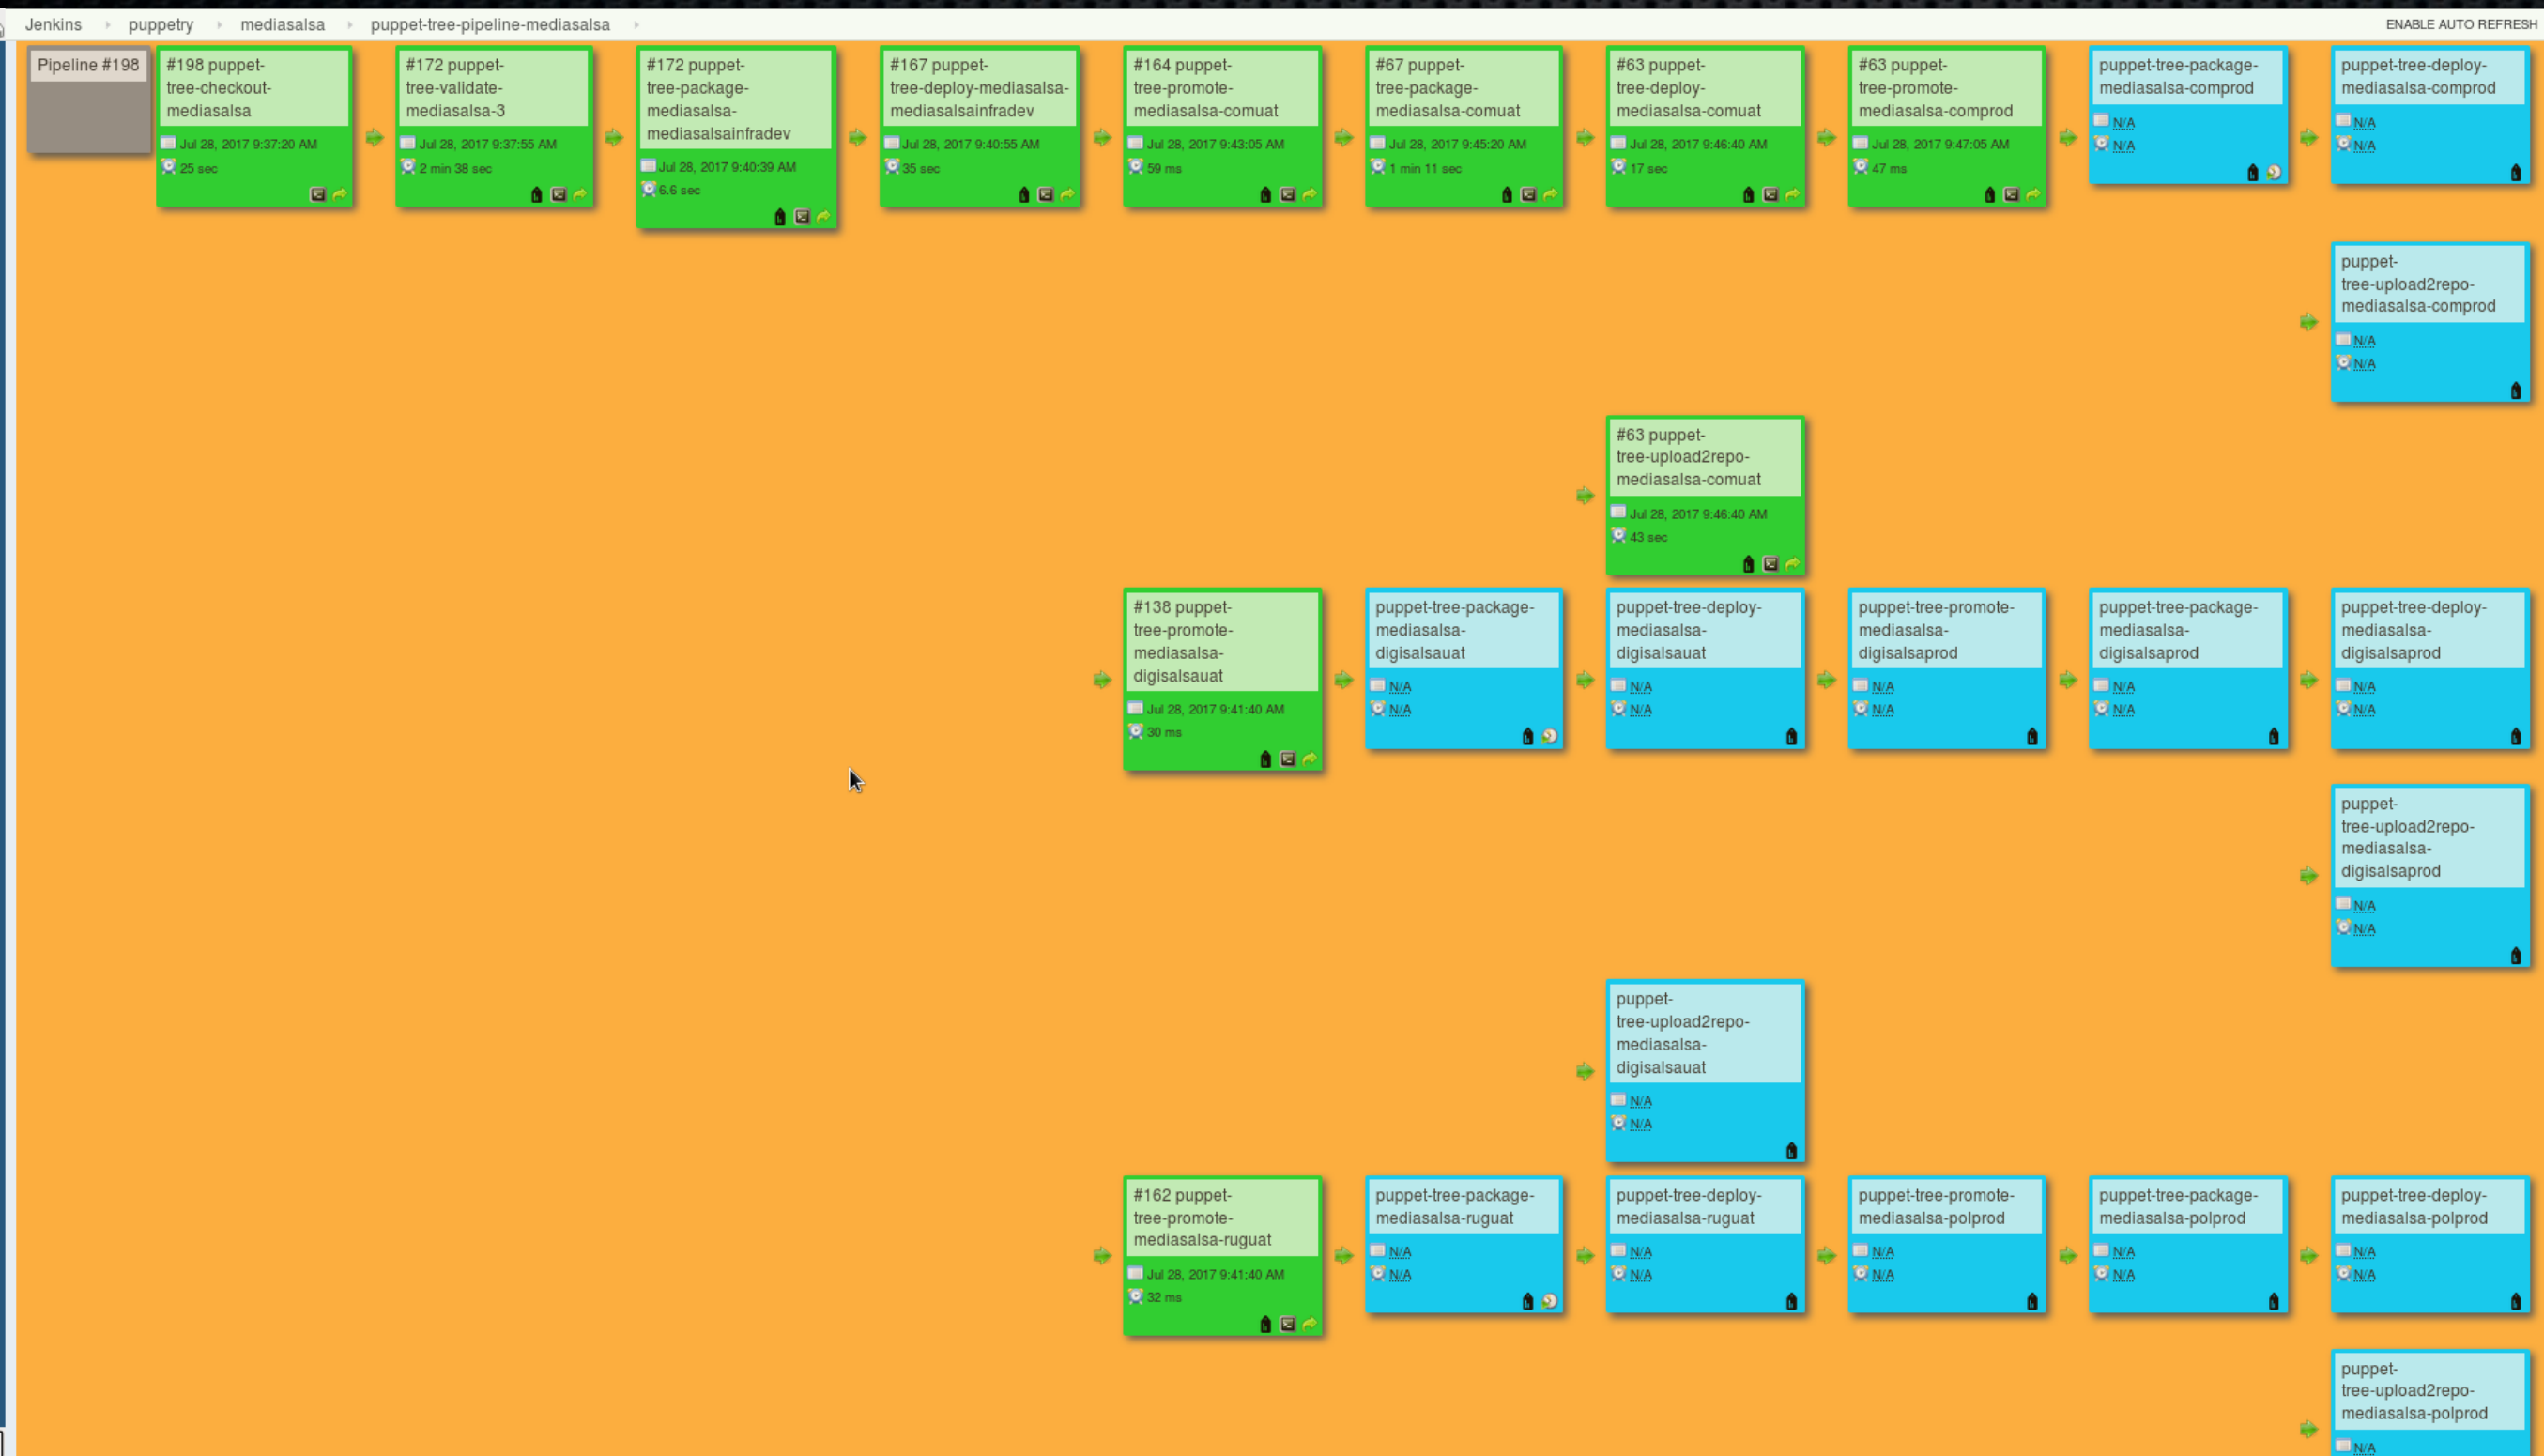 Jenkins puppetry mediasalsa puppet-tree-pipeline-mediasalsa ENABLE AUTO REFRESH
Pipeline #198
#198 puppet-
tree-checkout-
mediasalsa
Jul 28, 2017 9:37:20 AM
25 sec
#172 puppet-
tree-validate-
mediasalsa-3
Jul 28, 2017 9:37:55 AM
2 min 38 sec
#172 puppet-
tree-package-
mediasalsa-
mediasalsainfradev
Jul 28, 2017 9:40:39 AM
6.6 sec
#167 puppet-
tree-deploy-mediasalsa-
mediasalsainfradev
Jul 28, 2017 9:40:55 AM
35 sec
#164 puppet-
tree-promote-
mediasalsa-comuat
Jul 28, 2017 9:43:05 AM
59 ms
#67 puppet-
tree-package-
mediasalsa-comuat
Jul 28, 2017 9:45:20 AM
1 min 11 sec
#63 puppet-
tree-deploy-
mediasalsa-comuat
Jul 28, 2017 9:46:40 AM
17 sec
#63 puppet-
tree-promote-
mediasalsa-comprod
Jul 28, 2017 9:47:05 AM
47 ms
puppet-tree-package-
mediasalsa-comprod
N/A
N/A
puppet-tree-deploy-
mediasalsa-comprod
N/A
N/A
puppet-
tree-upload2repo-
mediasalsa-comprod
N/A
N/A
#63 puppet-
tree-upload2repo-
mediasalsa-comuat
Jul 28, 2017 9:46:40 AM
43 sec
#138 puppet-
tree-promote-
mediasalsa-
digisalsauat
Jul 28, 2017 9:41:40 AM
30 ms
puppet-tree-package-
mediasalsa-
digisalsauat
N/A
N/A
puppet-tree-deploy-
mediasalsa-
digisalsauat
N/A
N/A
puppet-tree-promote-
mediasalsa-
digisalsaprod
N/A
N/A
puppet-tree-package-
mediasalsa-
digisalsaprod
N/A
N/A
puppet-tree-deploy-
mediasalsa-
digisalsaprod
N/A
N/A
puppet-
tree-upload2repo-
mediasalsa-
digisalsaprod
N/A
N/A
puppet-
tree-upload2repo-
mediasalsa-
digisalsauat
N/A
N/A
#162 puppet-
tree-promote-
mediasalsa-ruguat
Jul 28, 2017 9:41:40 AM
32 ms
puppet-tree-package-
mediasalsa-ruguat
N/A
N/A
puppet-tree-deploy-
mediasalsa-ruguat
N/A
N/A
puppet-tree-promote-
mediasalsa-polprod
N/A
N/A
puppet-tree-package-
mediasalsa-polprod
N/A
N/A
puppet-tree-deploy-
mediasalsa-polprod
N/A
N/A
puppet-
tree-upload2repo-
mediasalsa-polprod
N/A